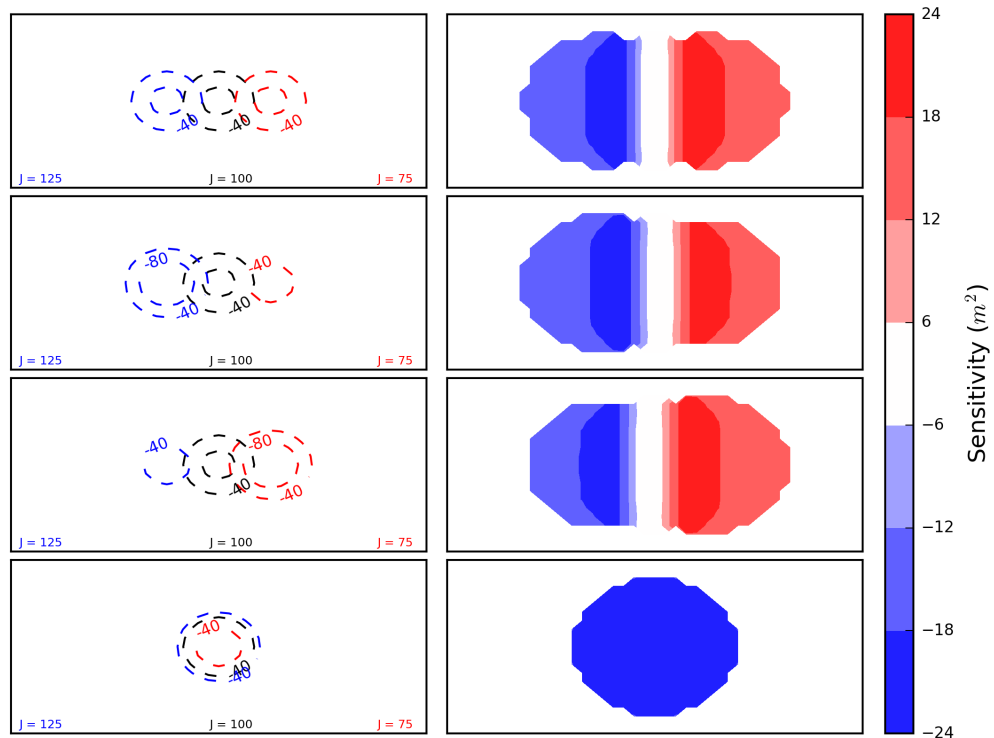 -40 -40 -40
J = 125 J = 100 J = 75
-80 -40
-40 -40
J = 125 J = 100 J = 75
-40 -80
-40 -40
J = 125 J = 100 J = 75
-40
-40
-40
J = 125 J = 100 J = 75
24
18
12
6
−6
−12
−18
−24
Sensitivity (m²)